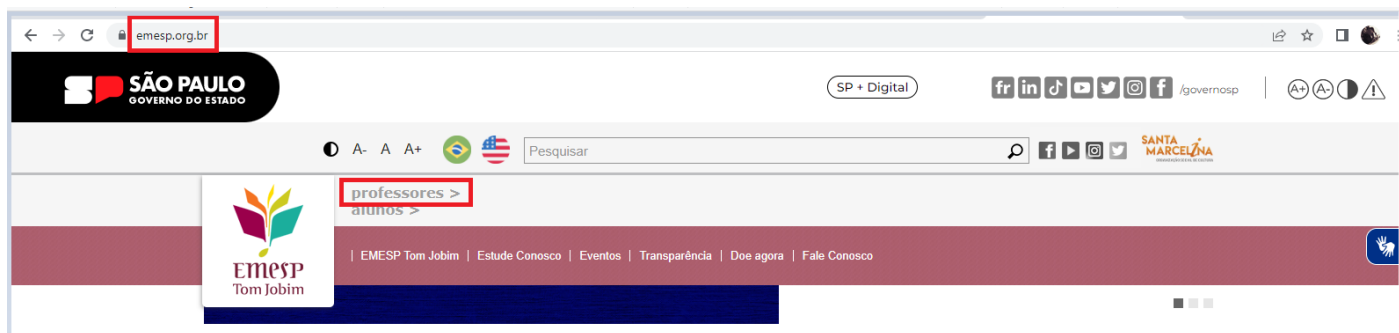 emesp.org.br
SÃO PAULO
GOVERNO DO ESTADO
SP + Digital
/governosp
A+ A-
A- A A+
Pesquisar
SANTA
MARCELINA
professores >
alunos >
EMESP
Tom Jobim
| EMESP Tom Jobim | Estude Conosco | Eventos | Transparência | Doe agora | Fale Conosco